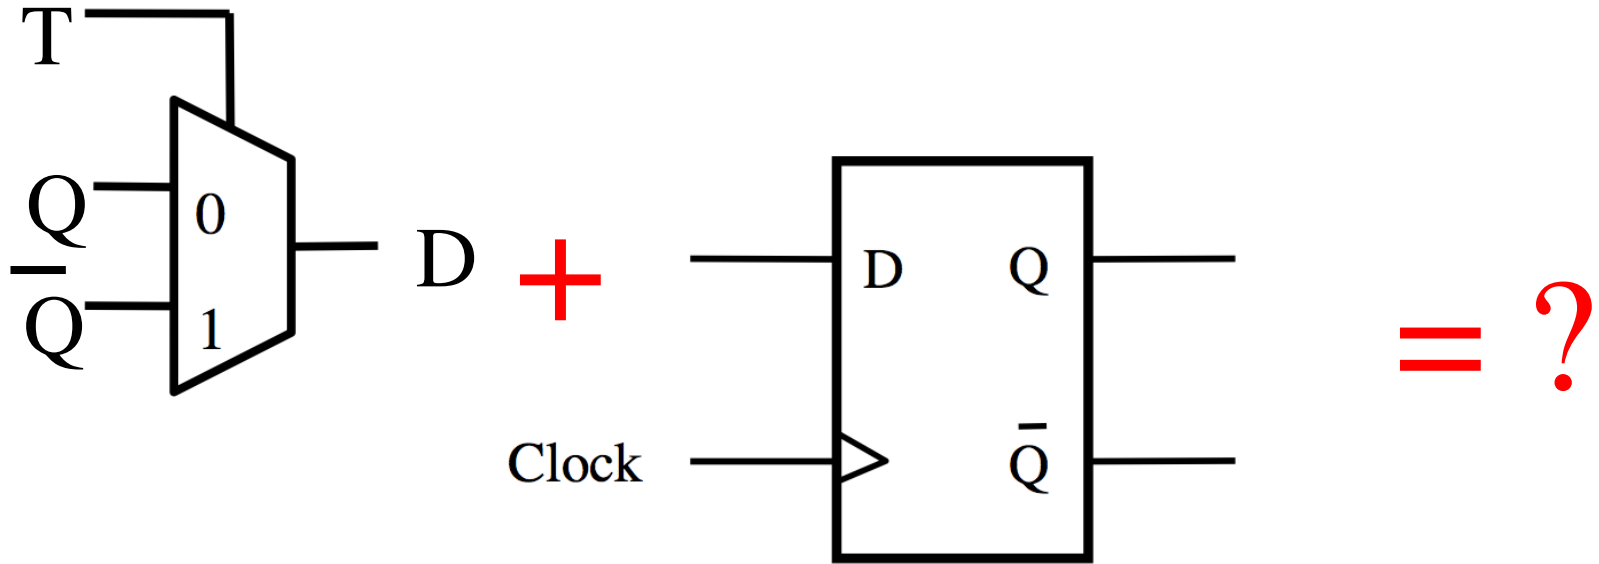 T
Q
0
Q̅
1
D
+
D
Q
Clock
Q̅
= ?